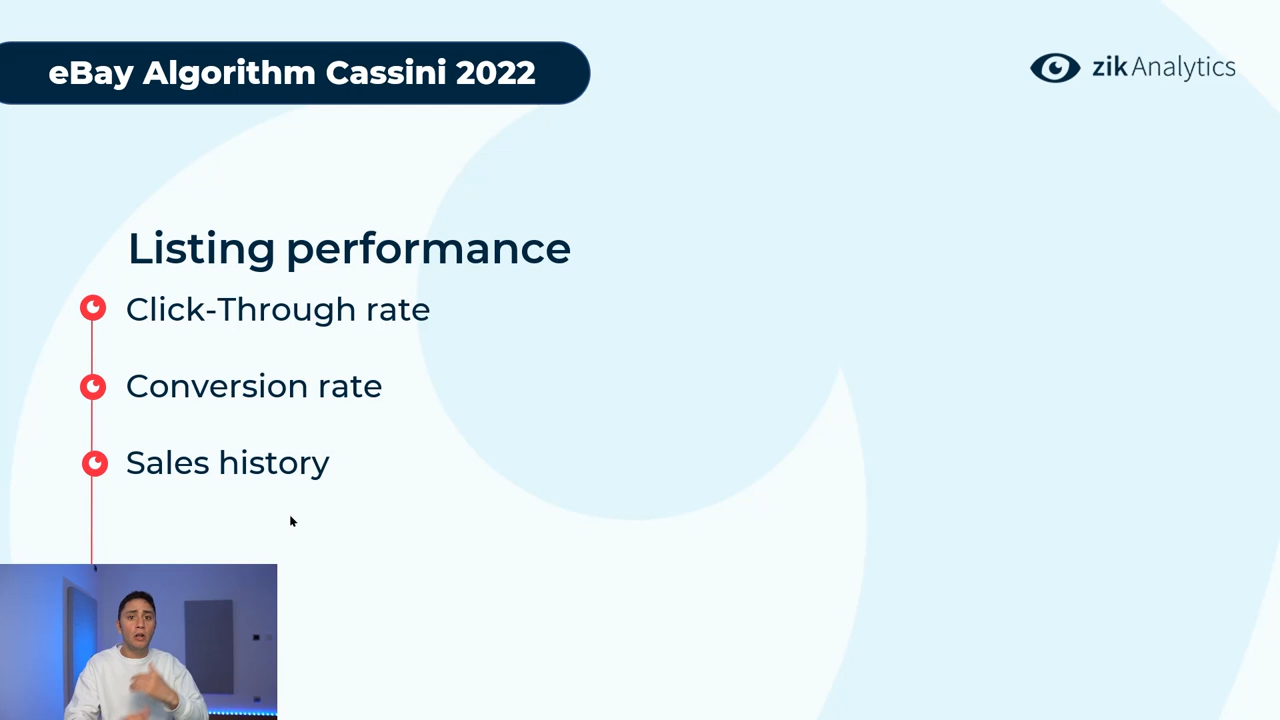 eBay Algorithm Cassini 2022
zik Analytics
Listing performance
Click-Through rate
Conversion rate
Sales history